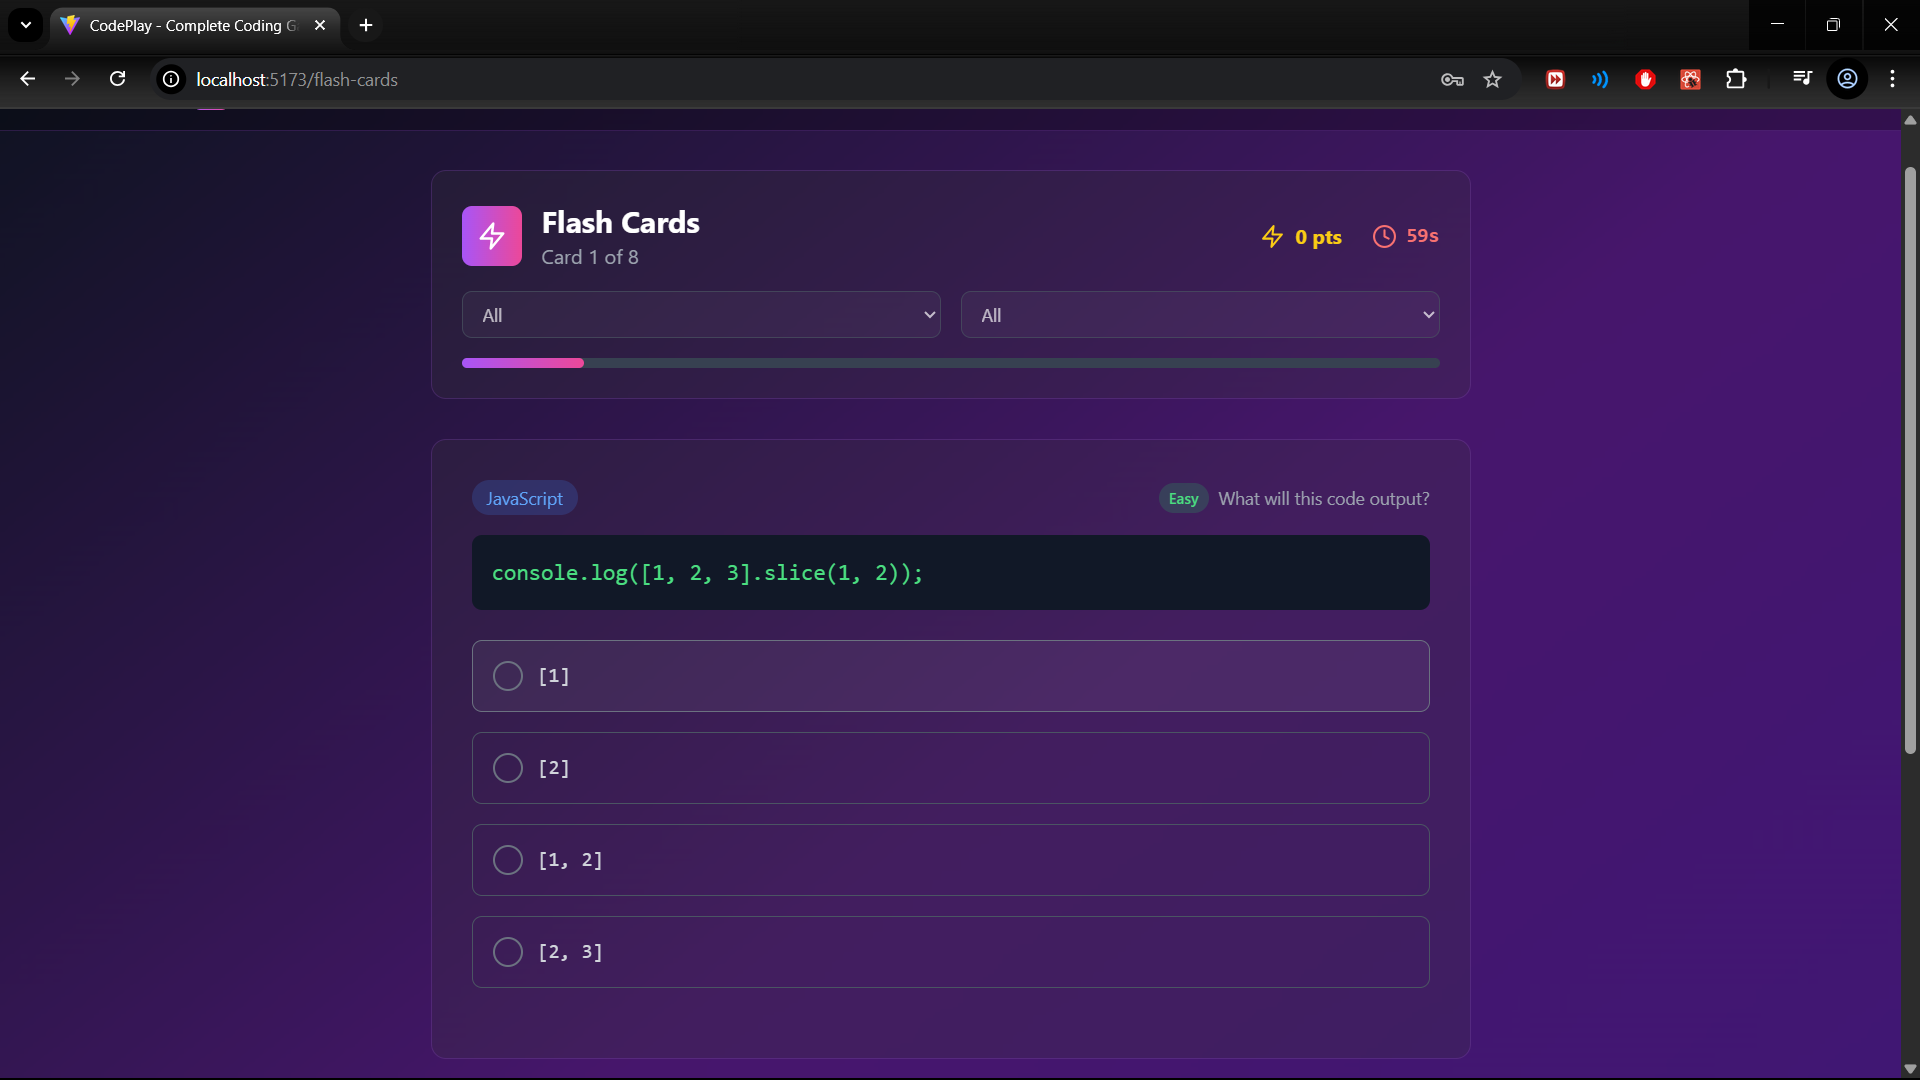 CodePlay - Complete Coding G
localhost:5173/flash-cards
Flash Cards
Card 1 of 8
0 pts
59s
All
All
JavaScript
Easy
What will this code output?
console.log([1, 2, 3].slice(1, 2));
[1]
[2]
[1, 2]
[2, 3]